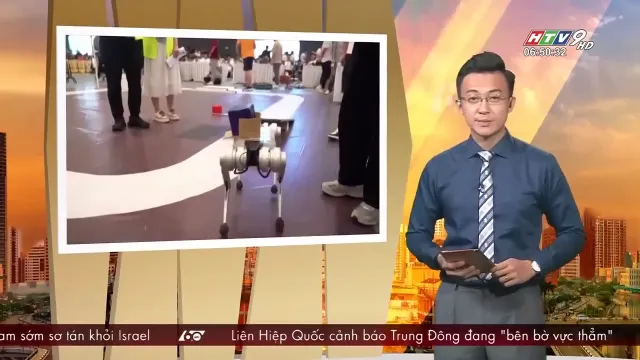 HTV9 HD
06:50:32
am sớm sơ tán khỏi Israel
60 Liên Hiệp Quốc cảnh báo Trung Đông đang "bên bờ vực thẳm"